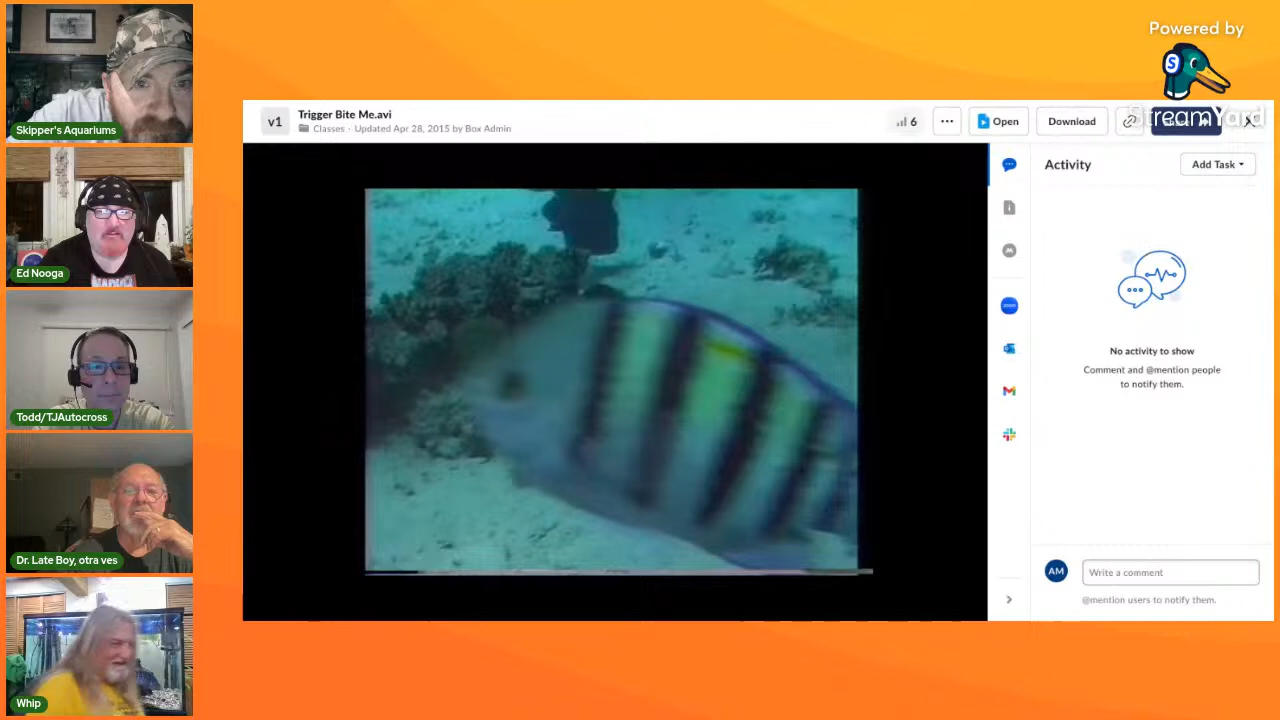 Powered by
StreamYard
Skipper's Aquariums
Ed Nooga
Todd/TJAutocross
Dr. Late Boy, otra ves
Whip
v1
Trigger Bite Me.avi
Classes · Updated Apr 28, 2015 by Box Admin
6
Open
Download
Activity
Add Task
zoom
No activity to show
Comment and @mention people
to notify them.
AM
Write a comment
@mention users to notify them.